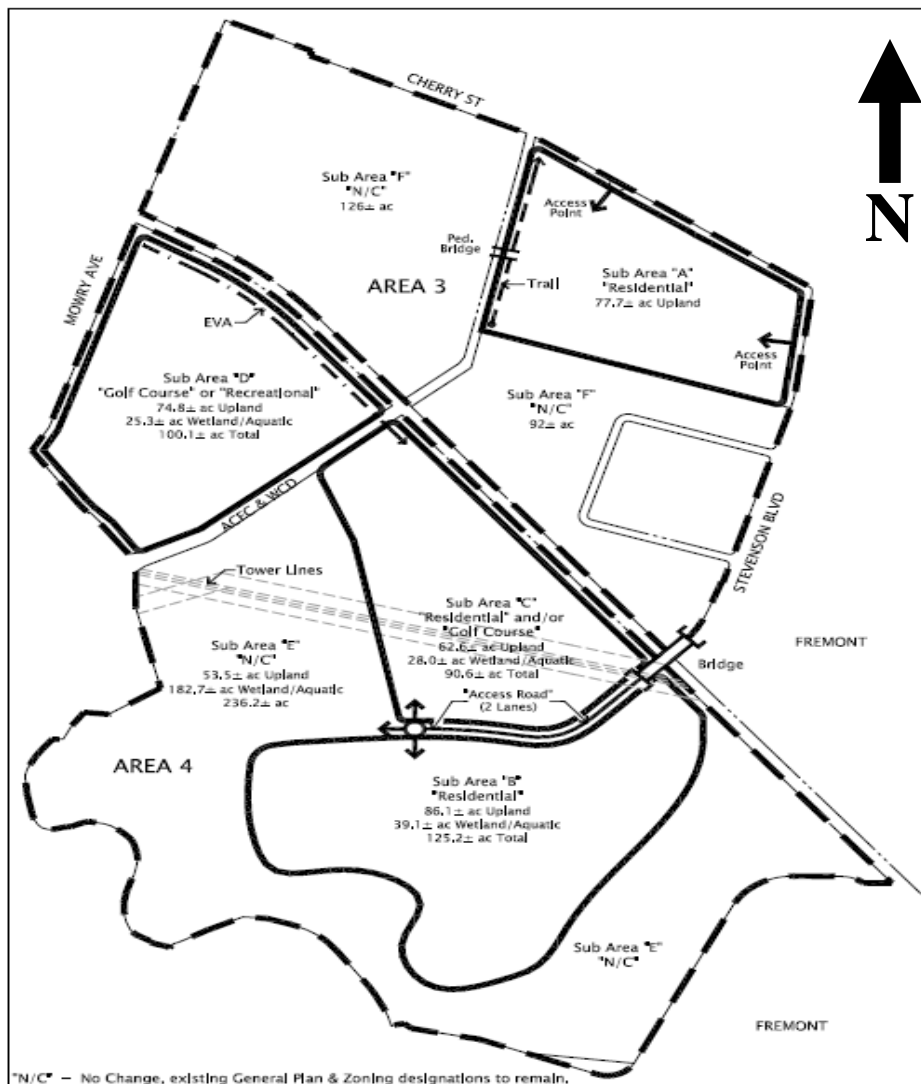 CHERRY ST
N
Sub Area "F"
"N/C"
126± ac
Access
Point
Ped.
Bridge
Sub Area "A"
"Residential"
77.7± ac Upland
AREA 3
Trail
MOWRY AVE
EVA
Access
Point
Sub Area "D"
"Golf Course" or "Recreational"
74.8± ac Upland
25.3± ac Wetland/Aquatic
100.1± ac Total
Sub Area "F"
"N/C"
92± ac
ACEC & WCD
STEVENSON BLVD
Tower Lines
Sub Area "C"
"Residential" and/or
"Golf Course"
62.6± ac Upland
28.0± ac Wetland/Aquatic
90.6± ac Total
FREMONT
Sub Area "E"
"N/C"
53.5± ac Upland
182.7± ac Wetland/Aquatic
236.2± ac
Bridge
"Access Road"
(2 Lanes)
AREA 4
Sub Area "B"
"Residential"
86.1± ac Upland
39.1± ac Wetland/Aquatic
125.2± ac Total
Sub Area "E"
"N/C"
FREMONT
"N/C" - No Change, existing General Plan & Zoning designations to remain.